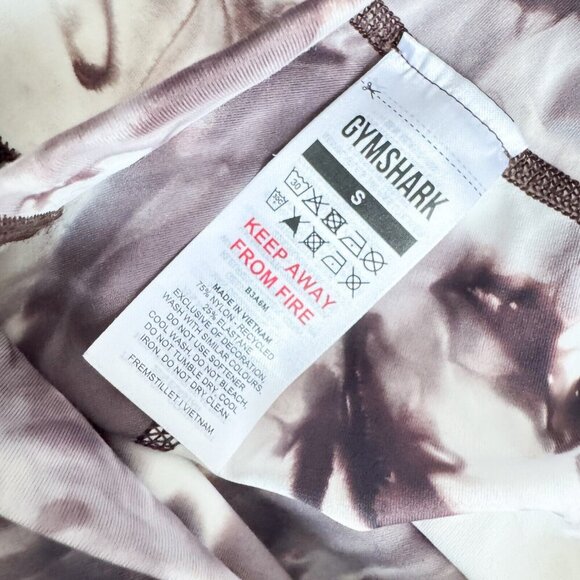 GYMSHARK
S
30
KEEP AWAY
FROM FIRE
B3A6M
MADE IN VIETNAM
75% NYLON - RECYCLED
25% ELASTANE
EXCLUSIVE OF DECORATION.
WASH WITH SIMILAR COLOURS.
DO NOT USE SOFTENER.
COOL WASH, DO NOT BLEACH,
DO NOT TUMBLE DRY, COOL
IRON, DO NOT DRY CLEAN
FREMSTILLET I VIETNAM